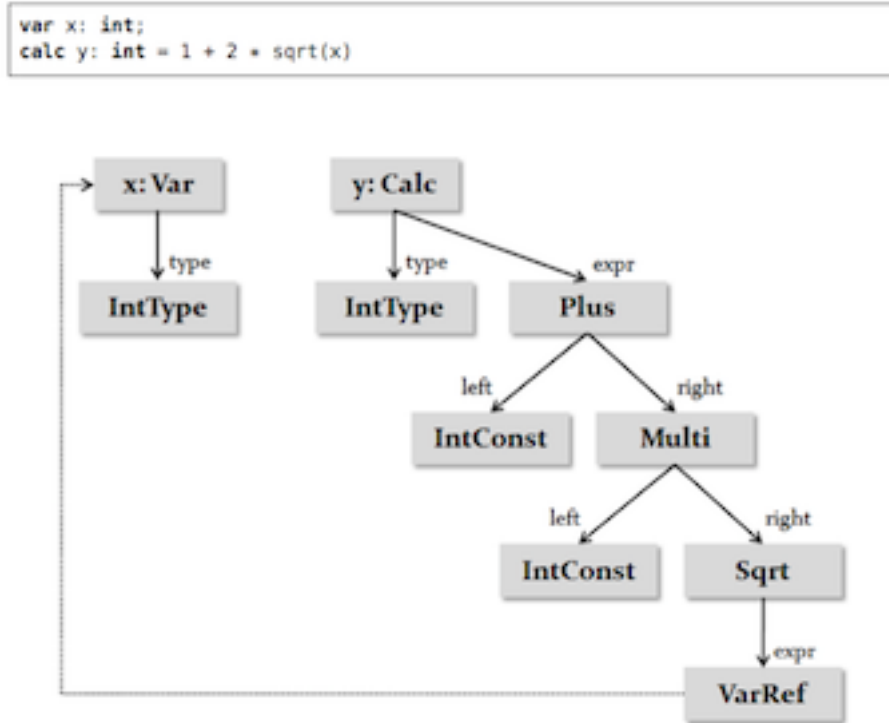 var x: int;
calc y: int = 1 + 2 * sqrt(x)
x: Var
y: Calc
type
type
expr
IntType
IntType
Plus
left
right
IntConst
Multi
left
right
IntConst
Sqrt
expr
VarRef